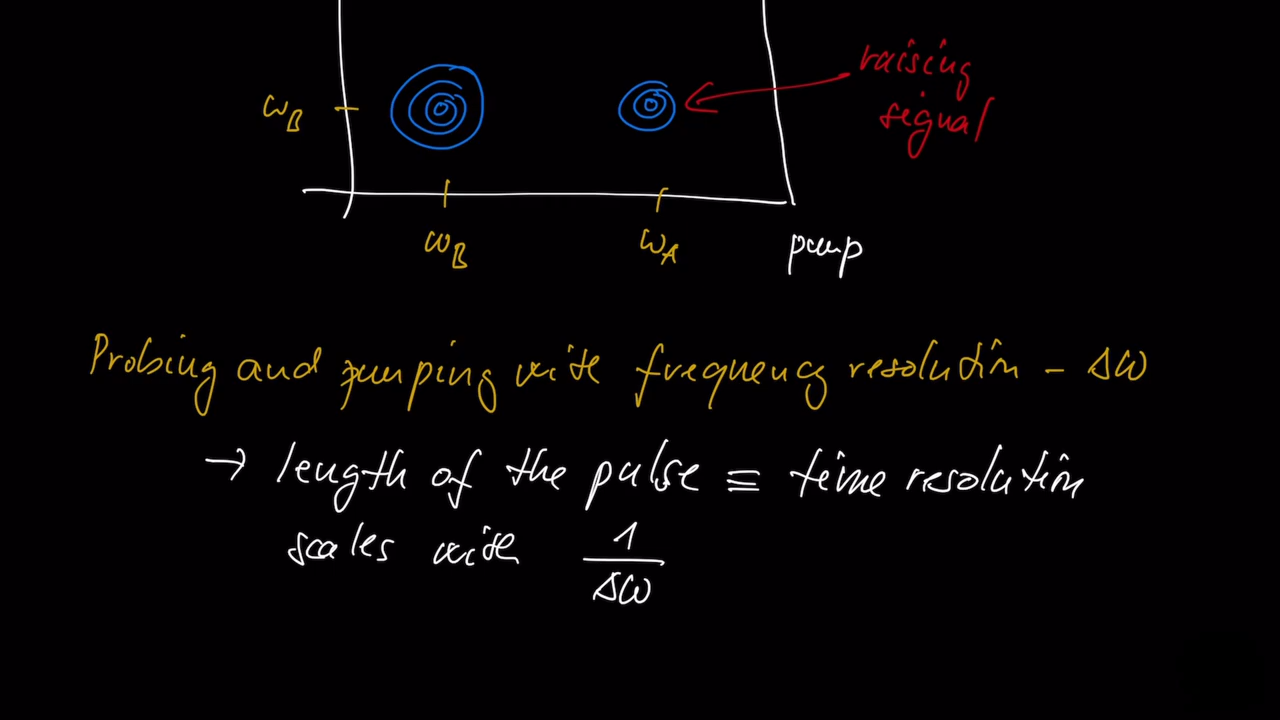 raising
ω_B
signal
ω_B ω_A pump
Probing and pumping with frequency resolution - Δω
→ length of the pulse ≡ time resolution
scales with 1/Δω